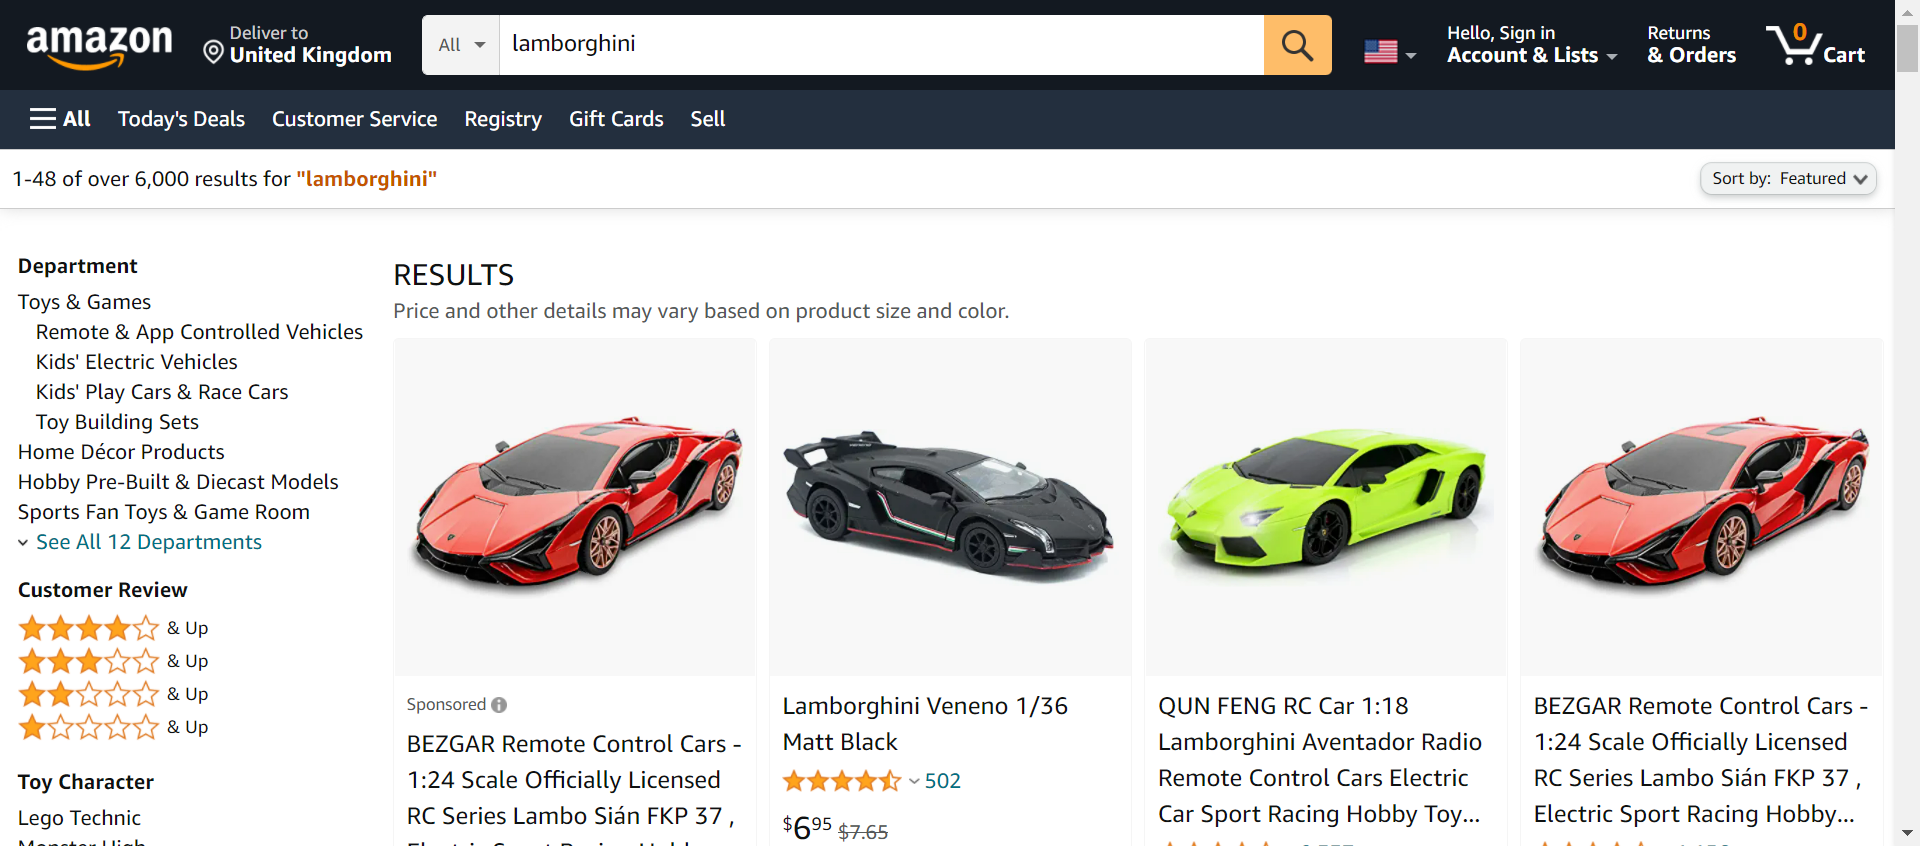 amazon
Deliver to
United Kingdom
All
lamborghini
Hello, Sign in
Account & Lists
Returns
& Orders
0
Cart
All
Today's Deals
Customer Service
Registry
Gift Cards
Sell
1-48 of over 6,000 results for "lamborghini"
Sort by: Featured
Department
Toys & Games
Remote & App Controlled Vehicles
Kids' Electric Vehicles
Kids' Play Cars & Race Cars
Toy Building Sets
Home Décor Products
Hobby Pre-Built & Diecast Models
Sports Fan Toys & Game Room
See All 12 Departments
Customer Review
& Up
& Up
& Up
& Up
Toy Character
Lego Technic
RESULTS
Price and other details may vary based on product size and color.
Sponsored
BEZGAR Remote Control Cars -
1:24 Scale Officially Licensed
RC Series Lambo Sián FKP 37 ,
Lamborghini Veneno 1/36
Matt Black
502
$695 $7.65
QUN FENG RC Car 1:18
Lamborghini Aventador Radio
Remote Control Cars Electric
Car Sport Racing Hobby Toy...
BEZGAR Remote Control Cars -
1:24 Scale Officially Licensed
RC Series Lambo Sián FKP 37 ,
Electric Sport Racing Hobby...